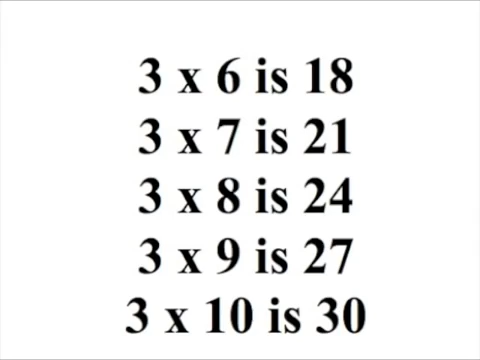 3 x 6 is 18
3 x 7 is 21
3 x 8 is 24
3 x 9 is 27
3 x 10 is 30